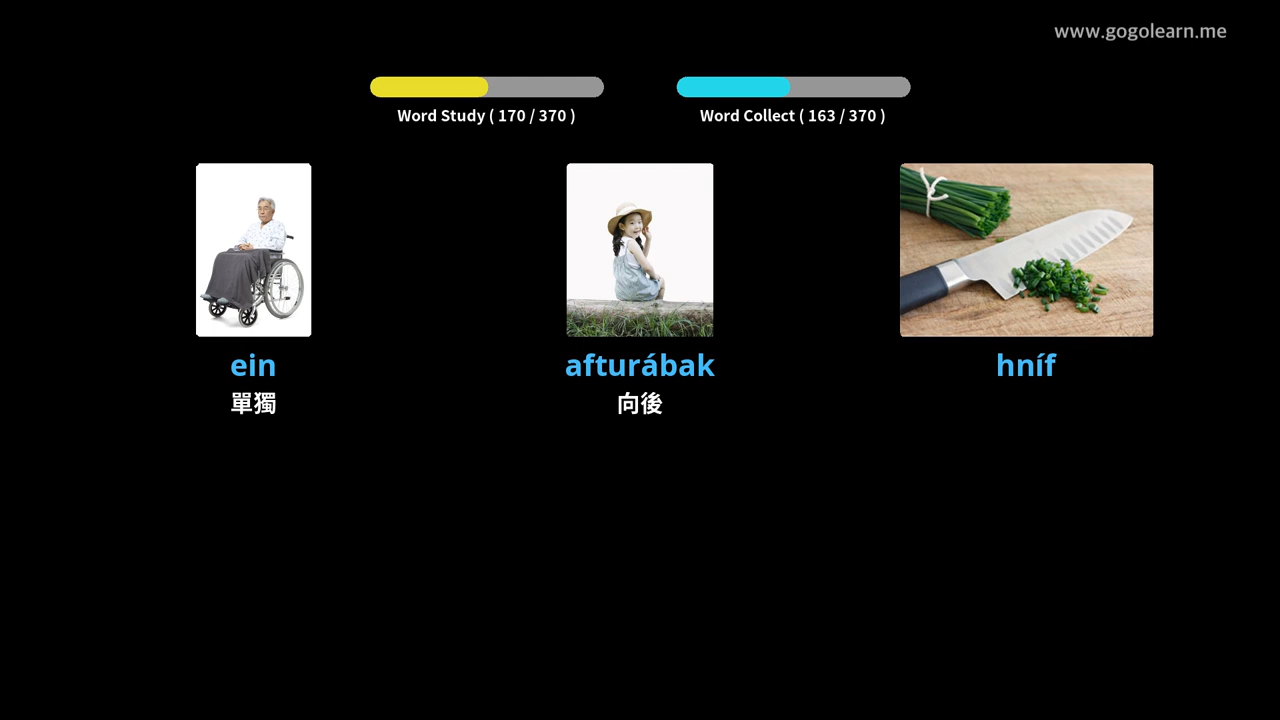 www.gogolearn.me
Word Study ( 170 / 370 )
Word Collect ( 163 / 370 )
ein
單獨
afturábak
向後
hníf